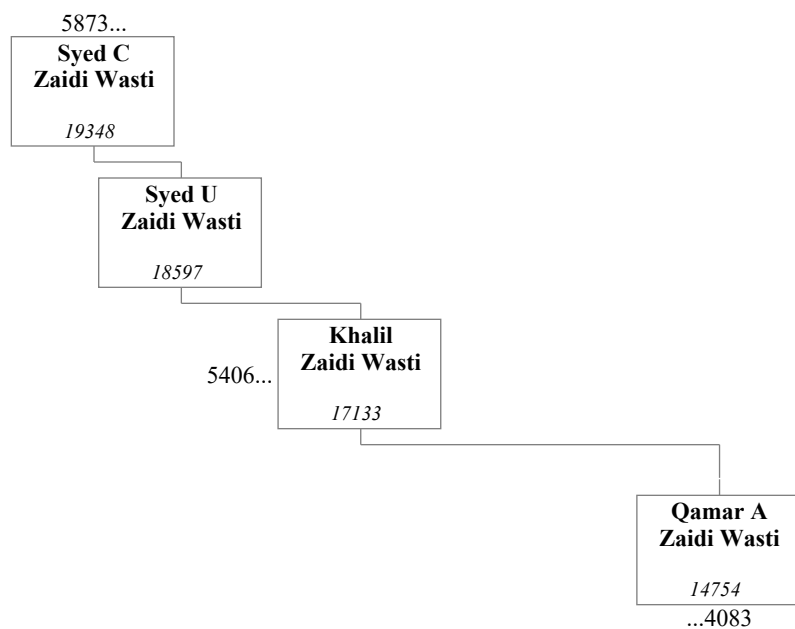 5873...
Syed C
Zaidi Wasti
19348
Syed U
Zaidi Wasti
18597
Khalil
Zaidi Wasti
5406...
17133
Qamar A
Zaidi Wasti
14754
...4083